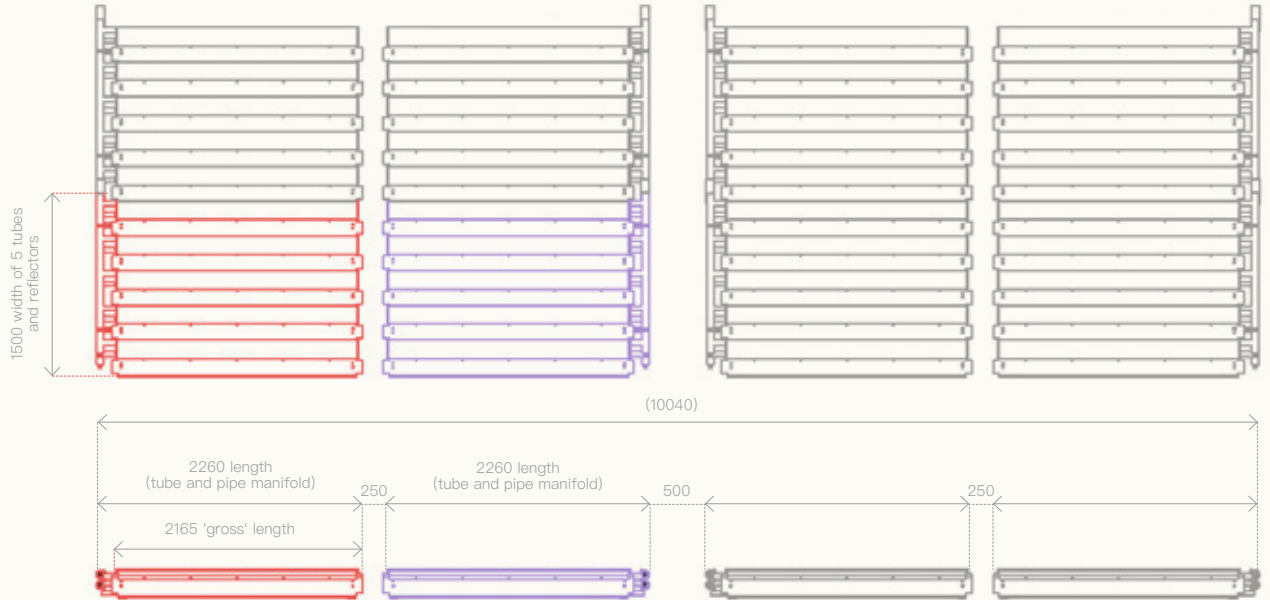 1500 width of 5 tubes
and reflectors
(10040)
2260 length
(tube and pipe manifold)
250
2260 length
(tube and pipe manifold)
500
250
2165 'gross' length